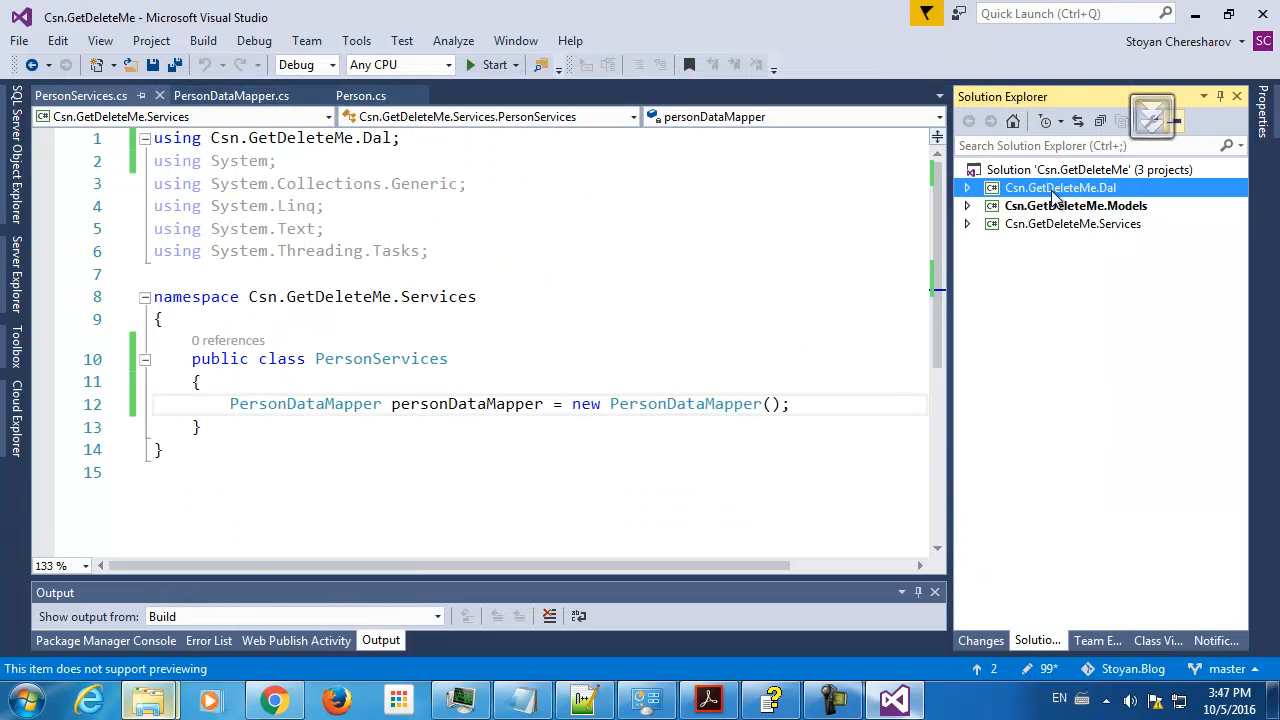 Csn.GetDeleteMe - Microsoft Visual Studio
Quick Launch (Ctrl+Q)
File Edit View Project Build Debug Team Tools Test Analyze Window Help
Stoyan Cheresharov SC
Debug Any CPU Start
PersonServices.cs PersonDataMapper.cs Person.cs
Csn.GetDeleteMe.Services Csn.GetDeleteMe.Services.PersonServices personDataMapper
1 using Csn.GetDeleteMe.Dal;
2 using System;
3 using System.Collections.Generic;
4 using System.Linq;
5 using System.Text;
6 using System.Threading.Tasks;
7
8 namespace Csn.GetDeleteMe.Services
9 {
0 references
10 public class PersonServices
11 {
12 PersonDataMapper personDataMapper = new PersonDataMapper();
13 }
14 }
15
133 %
SQL Server Object Explorer
Server Explorer
Toolbox
Cloud Explorer
Solution Explorer
Search Solution Explorer (Ctrl+;)
Solution 'Csn.GetDeleteMe' (3 projects)
Csn.GetDeleteMe.Dal
Csn.GetDeleteMe.Models
Csn.GetDeleteMe.Services
Properties
Output
Show output from: Build
Package Manager Console Error List Web Publish Activity Output
Changes Solutio... Team E... Class Vi... Notific...
This item does not support previewing 2 99* Stoyan.Blog master
EN 3:47 PM
10/5/2016